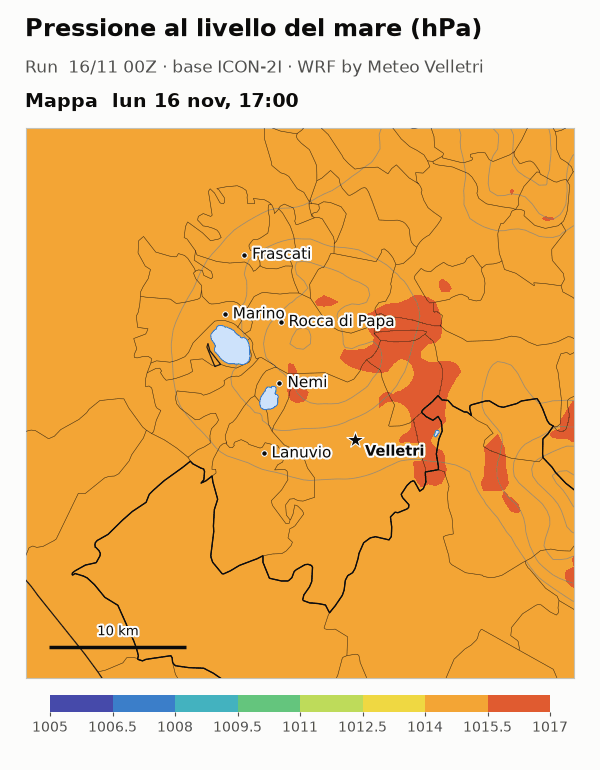 Pressione al livello del mare (hPa)
Run  16/11 00Z · base ICON-2I · WRF by Meteo Velletri
Mappa  lun 16 nov, 17:00
Frascati
Marino
Rocca di Papa
Nemi
Velletri
Lanuvio
10 km
1005 1006.5 1008 1009.5 1011 1012.5 1014 1015.5 1017